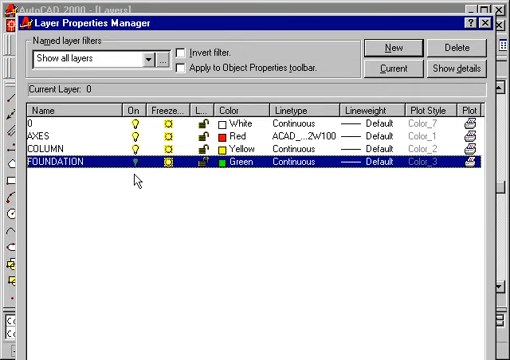 AutoCAD 2000 - [Layers]
Layer Properties Manager
Named layer filters
Show all layers
...
Invert filter.
Apply to Object Properties toolbar.
New
Delete
Current
Show details
Current Layer: 0
Name On Freeze... L... Color Linetype Lineweight Plot Style Plot
0 White Continuous Default Color_7
AXES Red ACAD_...2W100 Default Color_1
COLUMN Yellow Continuous Default Color_2
FOUNDATION Green Continuous Default Color_3